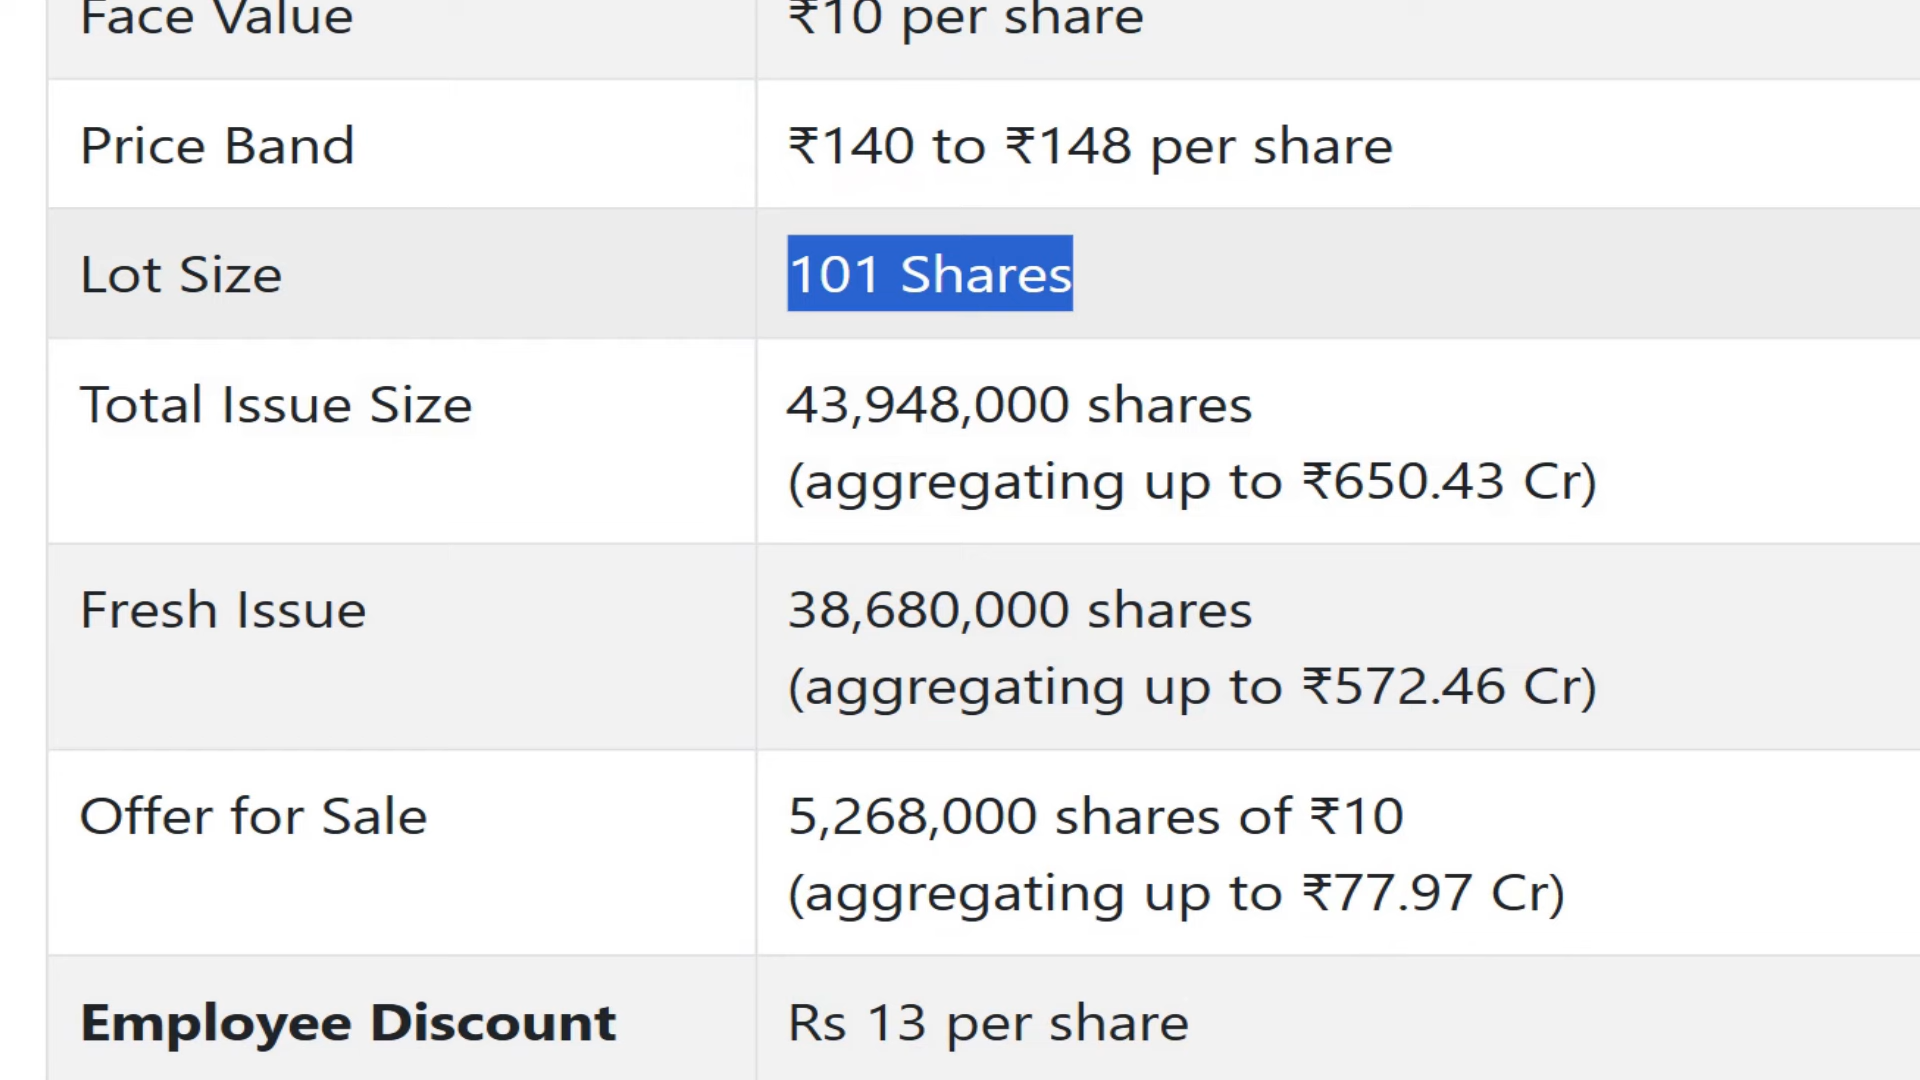 Face Value ₹10 per share
Price Band ₹140 to ₹148 per share
Lot Size 101 Shares
Total Issue Size 43,948,000 shares
(aggregating up to ₹650.43 Cr)
Fresh Issue 38,680,000 shares
(aggregating up to ₹572.46 Cr)
Offer for Sale 5,268,000 shares of ₹10
(aggregating up to ₹77.97 Cr)
Employee Discount Rs 13 per share